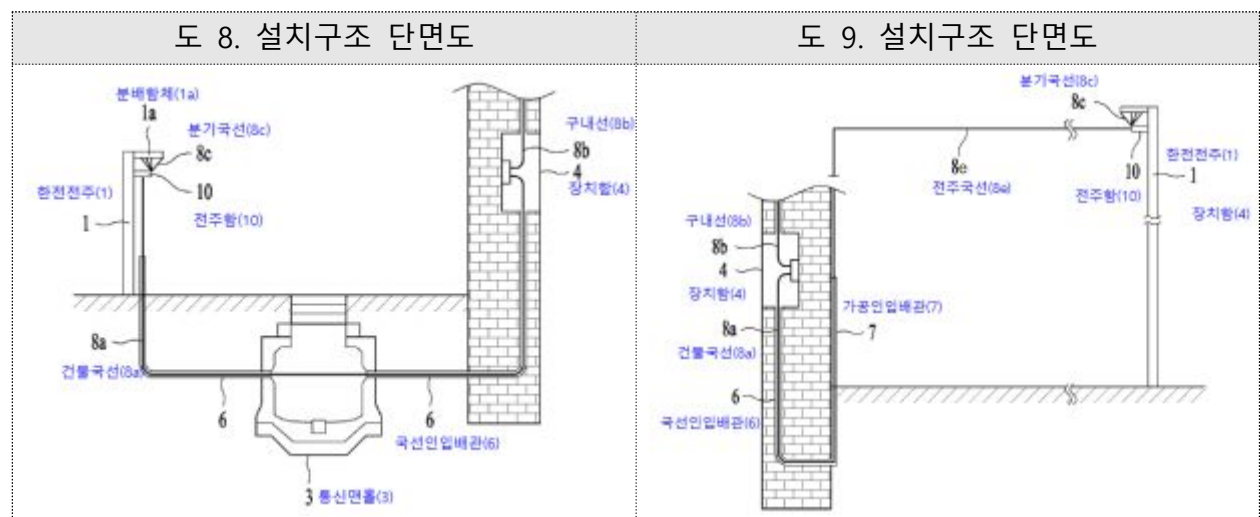 도 8. 설치구조 단면도
분배함체(1a)
1a
분기국선(8c)
8c
한전전주(1)
10
1
전주함(10)
구내선(8b)
8b
4
장치함(4)
8a
건물국선(8a)
6
6
국선인입배관(6)
3 통신맨홀(3)
도 9. 설치구조 단면도
분기국선(8c)
8c
8e
전주국선(8e)
10
전주함(10)
한전전주(1)
1
장치함(4)
구내선(8b)
8b
4
장치함(4)
가공인입배관(7)
8a
7
건물국선(8a)
6
국선인입배관(6)